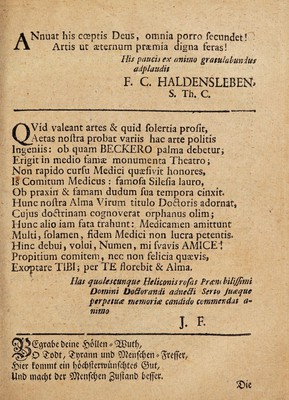 ANnuat his cœptis Deus, omnia porro ſecundet!
Artis ut æternum præmia digna feras!
His paucis ex animo gratulabundus
adplaudit
F. C. HALDENSLEBEN,
S. Th. C.
QVid valeant artes & quid ſolertia proſit,
Aetas noſtra probat variis hac arte politis
Ingeniis: ob quam BECKERO palma debetur;
Erigit in medio famæ monumenta Theatro;
Non rapido curſu Medici quæſivit honores,
Is Comitum Medicus: famoſa Sileſia lauro,
Ob praxin & famam dudum ſua tempora cinxit.
Hunc noſtra Alma Virum titulo Doctoris adornat,
Cujus doctrinam cognoverat orphanus olim;
Hunc alio jam fata trahunt: Medicamen amittunt
Multi, ſolamen, fidem Medici non lucra petentis.
Hinc debui, volui, Numen, mi ſvavis AMICE!
Propitium comitem, nec non felicia quævis,
Exoptare TIBI; per TE florebit & Alma.
Has qualescunque Heliconis roſas Prænobiliſſimi
Domini Doctorandi adnecti Serto ſuæque
perpetuæ memoriæ candido commendat a-
nimo
J. F.
BEgrabe deine Höllen-Wuth,
O Todt, Tyrann und Menſchen-Freſſer,
Hier kommt ein höchſterwünſchtes Gut,
Und macht der Menſchen Zuſtand beſſer.
Die